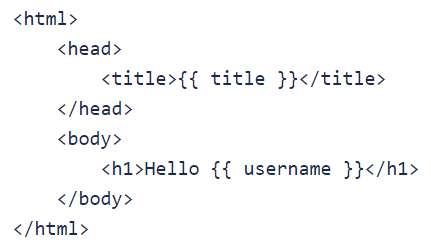 <html>
    <head>
        <title>{{ title }}</title>
    </head>
    <body>
        <h1>Hello {{ username }}</h1>
    </body>
</html>